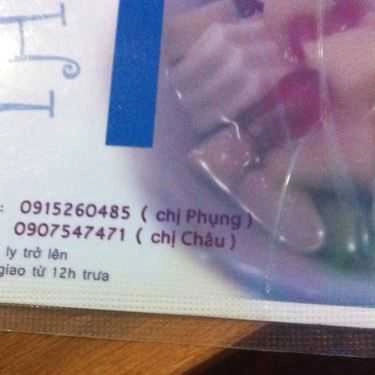 : 0915260485 ( chị Phụng )
0907547471 ( chị Châu )
ly trở lên
giao từ 12h trưa